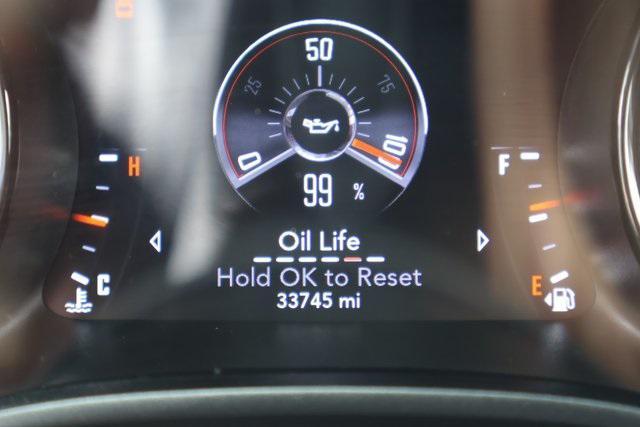 50
25
75
0
100
99 %
H
F
Oil Life
Hold OK to Reset
C
E
33745 mi